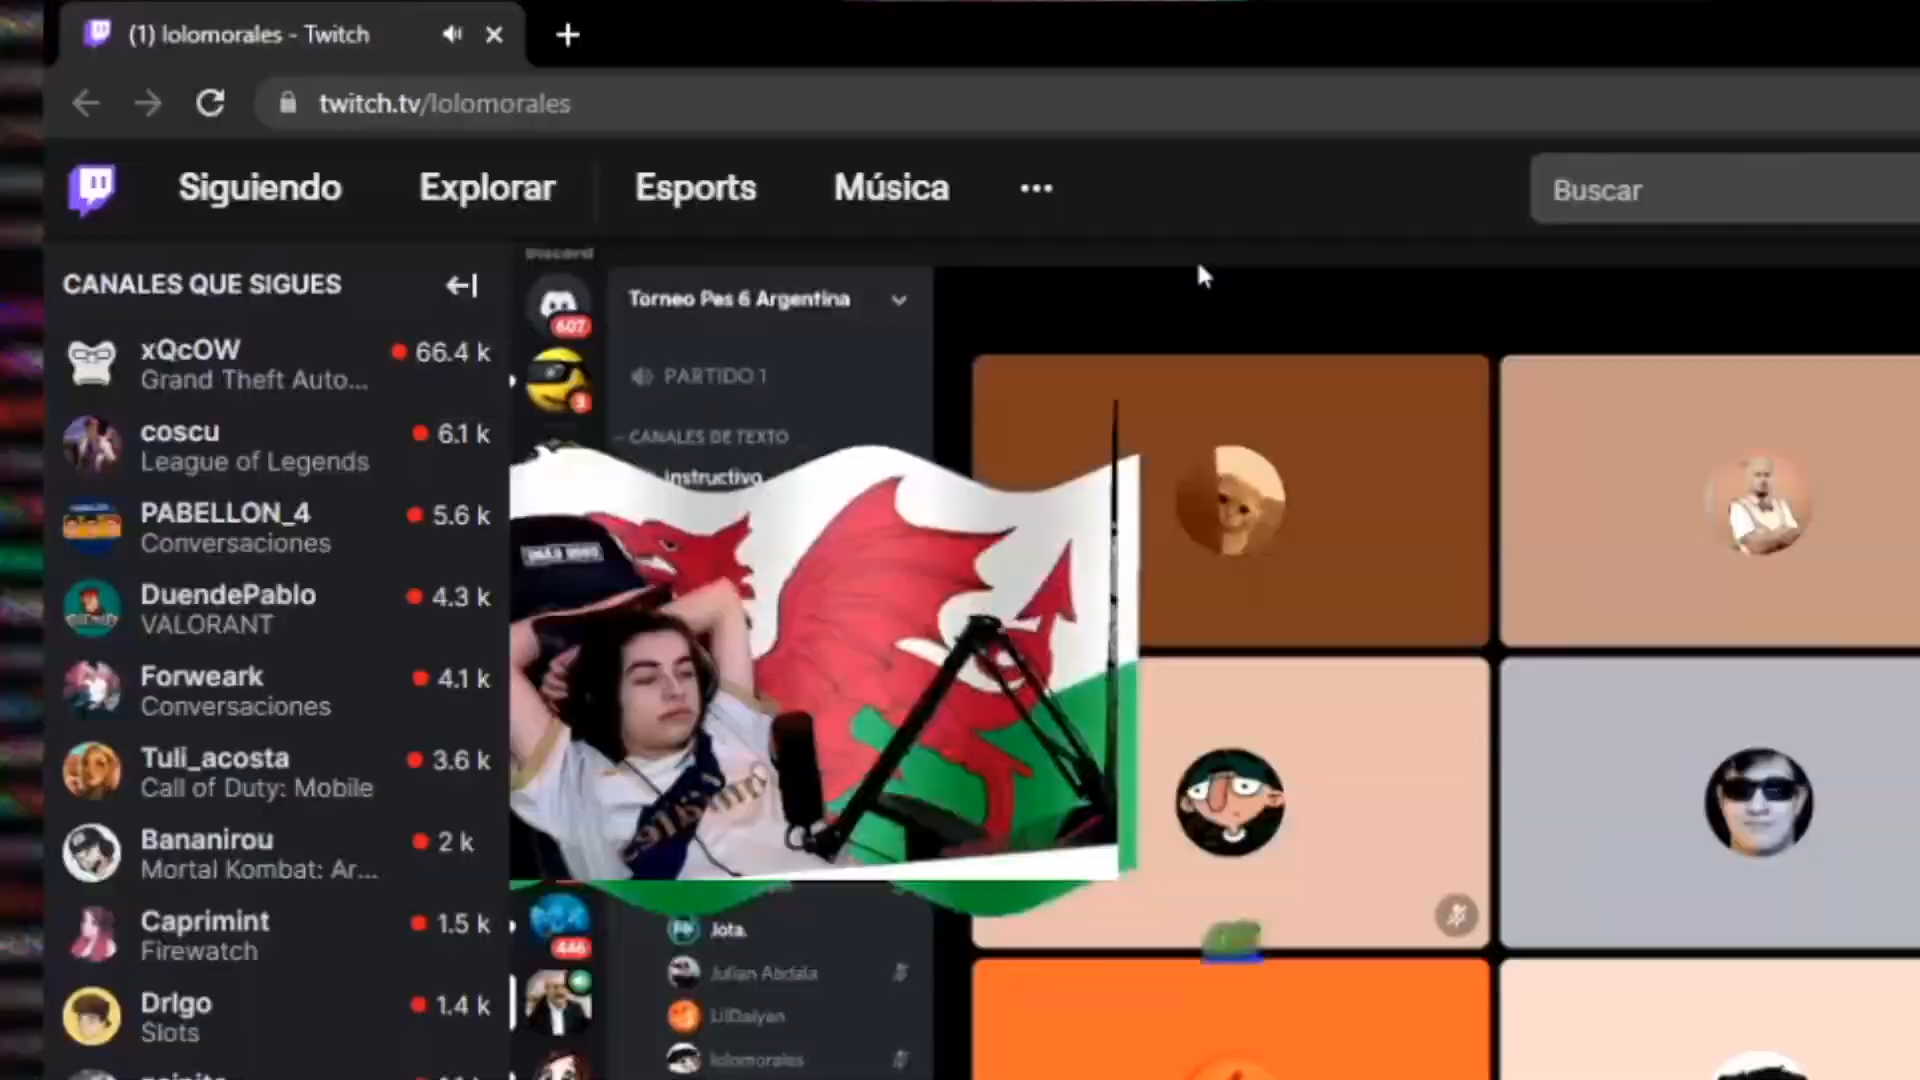 (1) lolomorales - Twitch
twitch.tv/lolomorales
Siguiendo
Explorar
Esports
Música
Buscar
CANALES QUE SIGUES
xQcOW
66.4 k
Grand Theft Auto...
coscu
6.1 k
League of Legends
PABELLON_4
5.6 k
Conversaciones
DuendePablo
4.3 k
VALORANT
Forweark
4.1 k
Conversaciones
Tuli_acosta
3.6 k
Call of Duty: Mobile
Bananirou
2 k
Mortal Kombat: Ar...
Caprimint
1.5 k
Firewatch
DrIgo
1.4 k
Slots
Discord
607
3
446
Torneo Pes 6 Argentina
PARTIDO 1
CANALES DE TEXTO
instructivo
Jota.
Julian Abdala
LilDaiyan
lolomorales